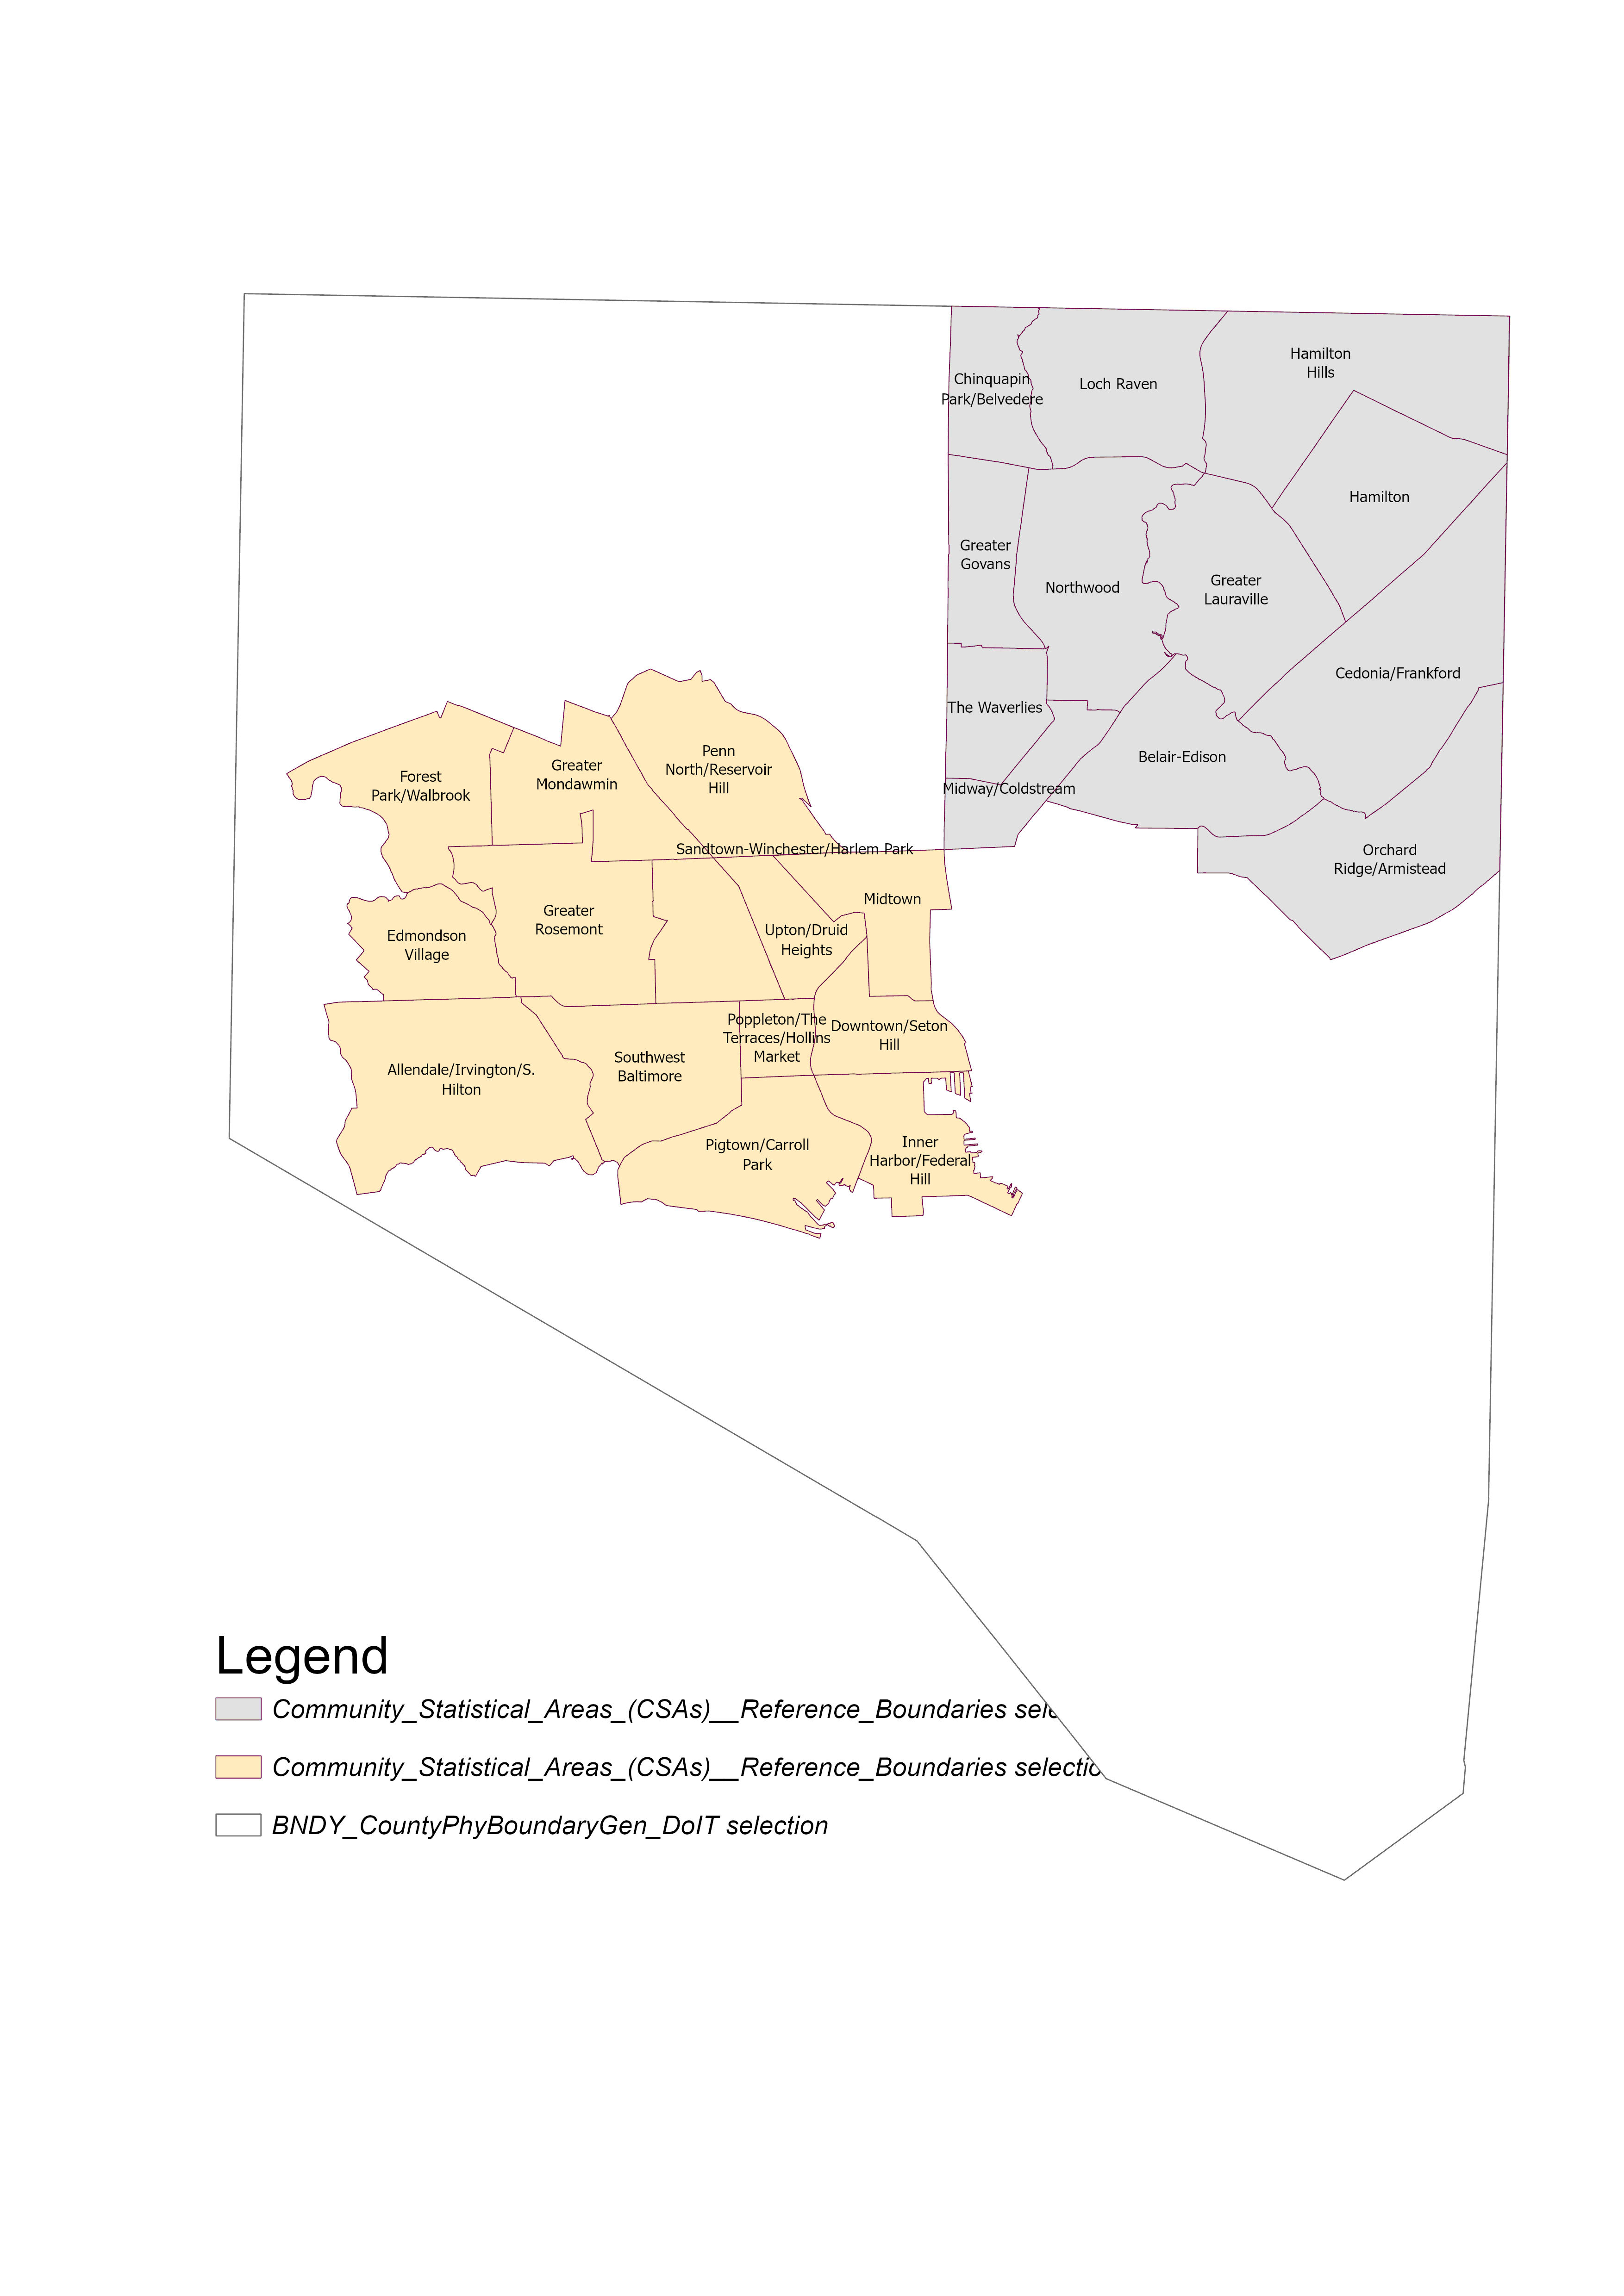 Hamilton
Hills
Chinquapin
Park/Belvedere
Loch Raven
Hamilton
Greater
Govans
Northwood
Greater
Lauraville
Cedonia/Frankford
The Waverlies
Belair-Edison
Midway/Coldstream
Orchard
Ridge/Armistead
Penn
North/Reservoir
Hill
Greater
Mondawmin
Forest
Park/Walbrook
Sandtown-Winchester/Harlem Park
Midtown
Greater
Rosemont
Upton/Druid
Heights
Edmondson
Village
Poppleton/The
Terraces/Hollins
Market
Downtown/Seton
Hill
Southwest
Baltimore
Allendale/Irvington/S.
Hilton
Pigtown/Carroll
Park
Inner
Harbor/Federal
Hill
Legend
Community_Statistical_Areas_(CSAs)__Reference_Boundaries sele
Community_Statistical_Areas_(CSAs)__Reference_Boundaries selectio
BNDY_CountyPhyBoundaryGen_DoIT selection